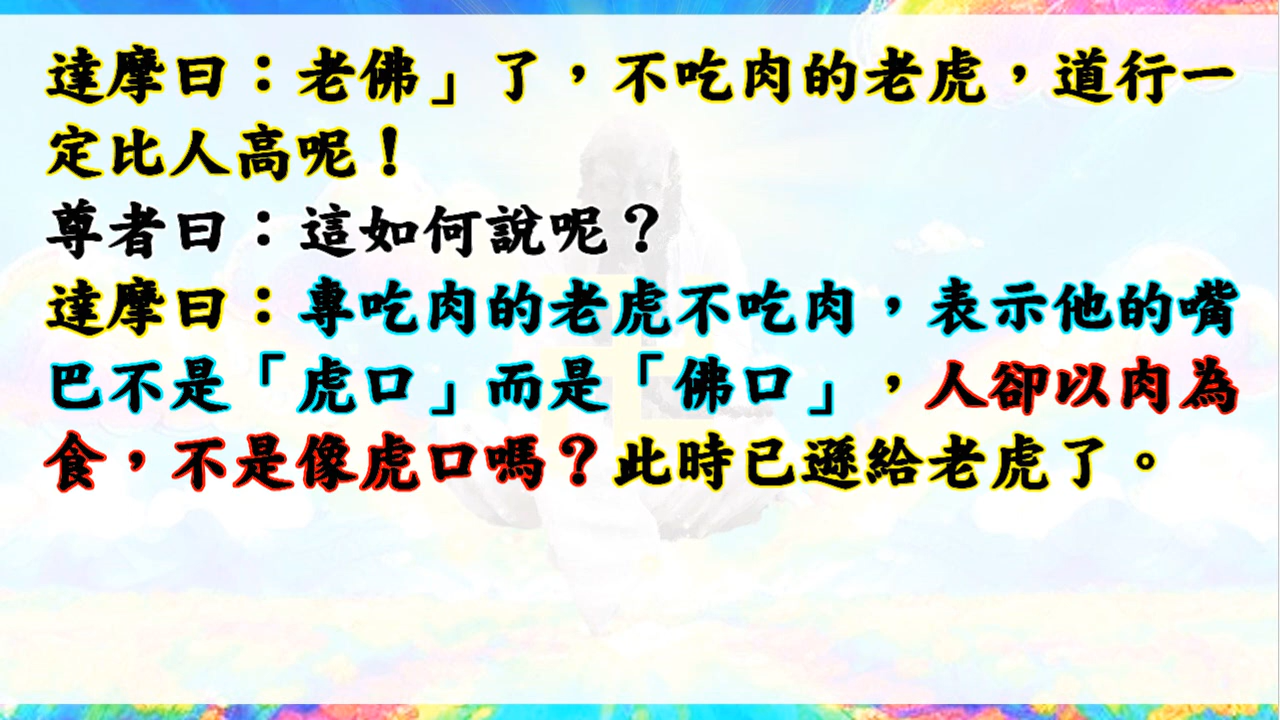 達摩曰：老佛」了，不吃肉的老虎，道行一
定比人高呢！
尊者曰：這如何說呢？
達摩曰：專吃肉的老虎不吃肉，表示他的嘴
巴不是「虎口」而是「佛口」，人卻以肉為
食，不是像虎口嗎？此時已遜給老虎了。